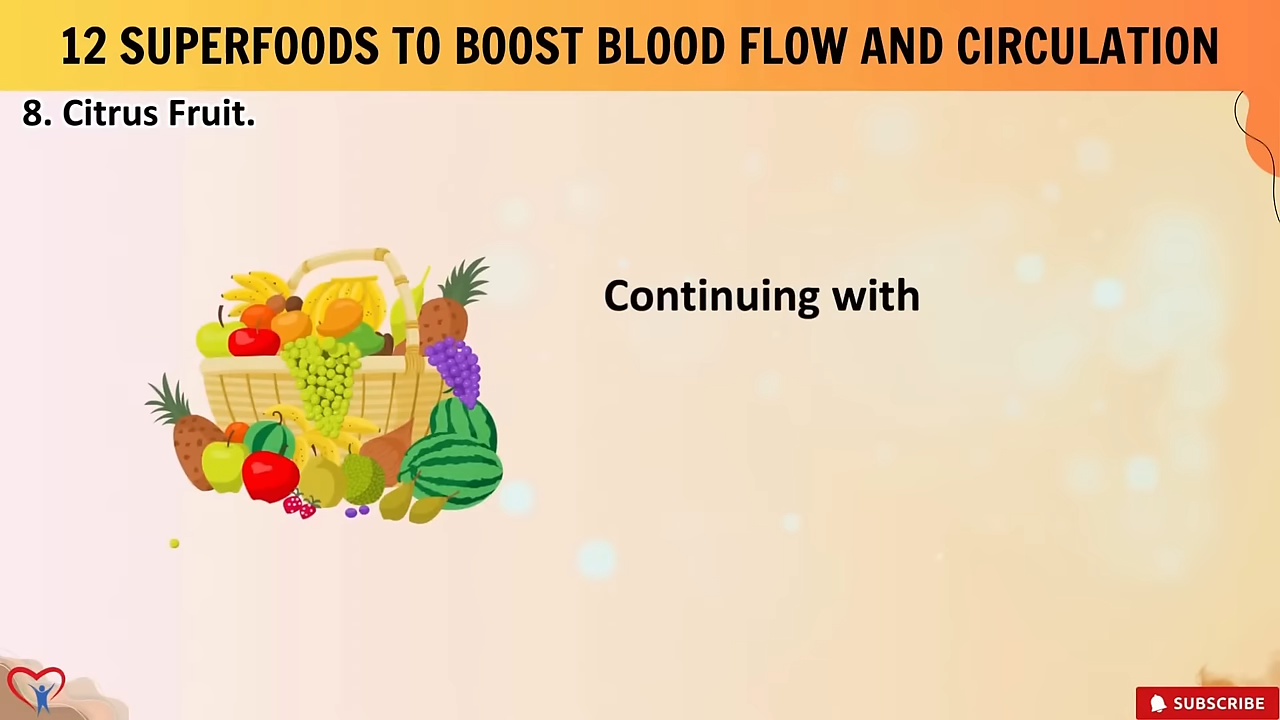 12 SUPERFOODS TO BOOST BLOOD FLOW AND CIRCULATION
8. Citrus Fruit.
Continuing with
SUBSCRIBE